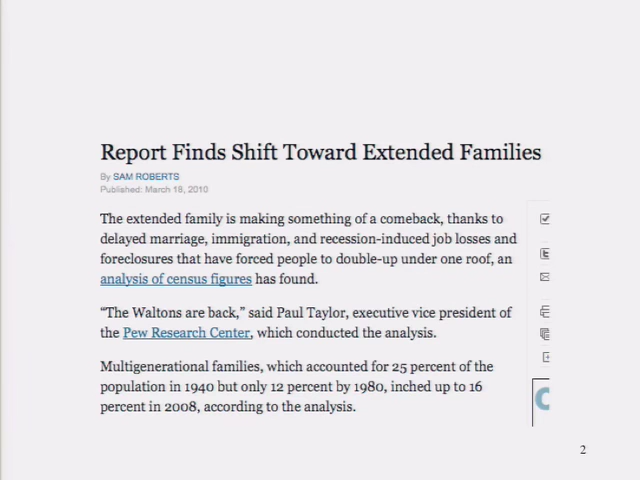 Report Finds Shift Toward Extended Families
By SAM ROBERTS
Published: March 18, 2010
The extended family is making something of a comeback, thanks to
delayed marriage, immigration, and recession-induced job losses and
foreclosures that have forced people to double-up under one roof, an
analysis of census figures has found.
“The Waltons are back,” said Paul Taylor, executive vice president of
the Pew Research Center, which conducted the analysis.
Multigenerational families, which accounted for 25 percent of the
population in 1940 but only 12 percent by 1980, inched up to 16
percent in 2008, according to the analysis.
2